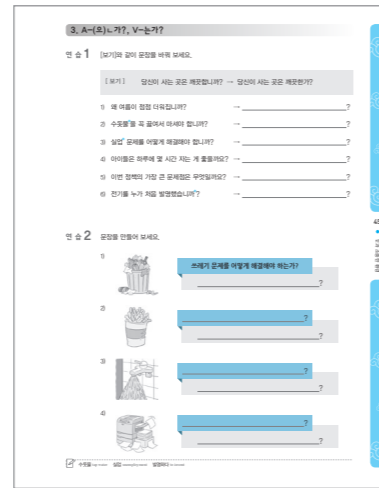 3. A-(으)ㄴ가?, V-는가?
연 습 1 [보기]와 같이 문장을 바꿔 보세요.
[보기] 당신이 사는 곳은 깨끗합니까? → 당신이 사는 곳은 깨끗한가?
1) 왜 여름이 점점 더워집니까? → ?
2) 수돗물을 꼭 끓여서 마셔야 합니까? → ?
3) 실업 문제를 어떻게 해결해야 합니까? → ?
4) 아이들은 하루에 몇 시간 자는 게 좋을까요? → ?
5) 이번 정책의 가장 큰 문제점은 무엇일까요? → ?
6) 전기를 누가 처음 발명했습니까? → ?
연 습 2 문장을 만들어 보세요.
1)
쓰레기 문제를 어떻게 해결해야 하는가?
?
2)
?
?
3)
?
?
4)
?
?
수돗물 tap water 실업 unemployment 발명하다 to invent